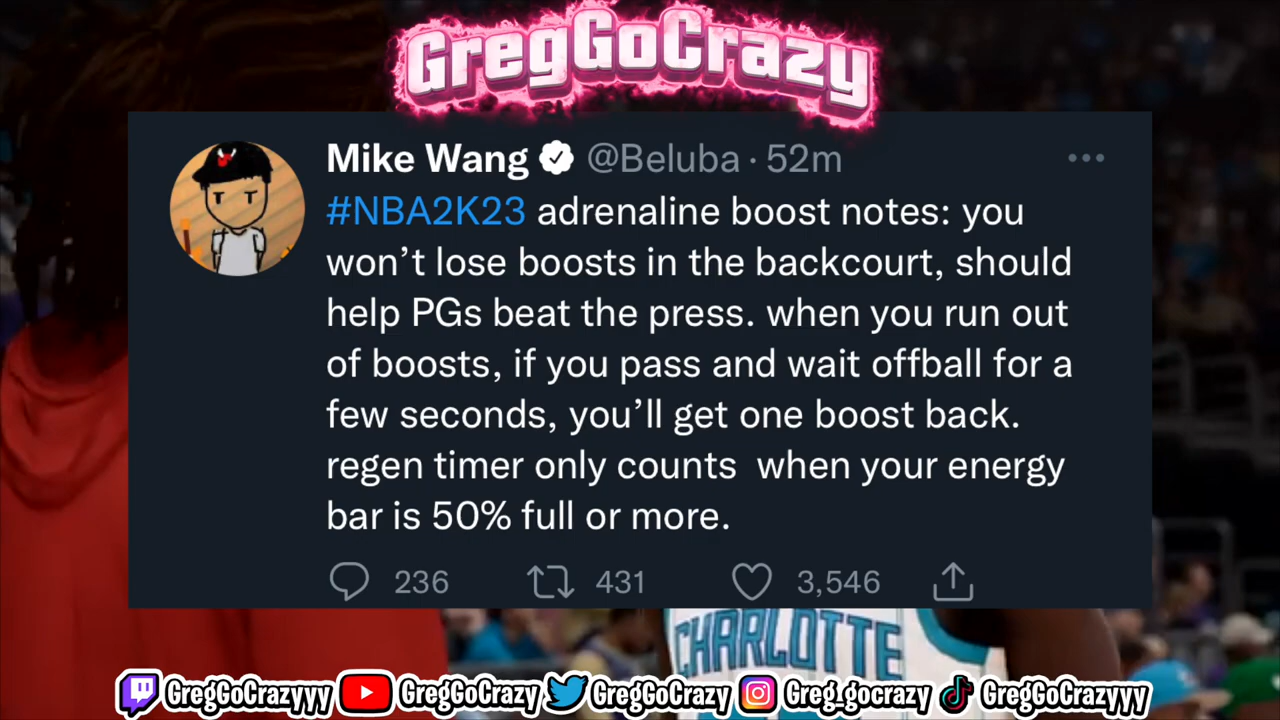 GregGoCrazy
Mike Wang @Beluba · 52m
#NBA2K23 adrenaline boost notes: you
won’t lose boosts in the backcourt, should
help PGs beat the press. when you run out
of boosts, if you pass and wait offball for a
few seconds, you’ll get one boost back.
regen timer only counts  when your energy
bar is 50% full or more.
236 431 3,546
CHARLOTTE
GregGoCrazyyy GregGoCrazy GregGoCrazy Greg_gocrazy GregGoCrazyyy